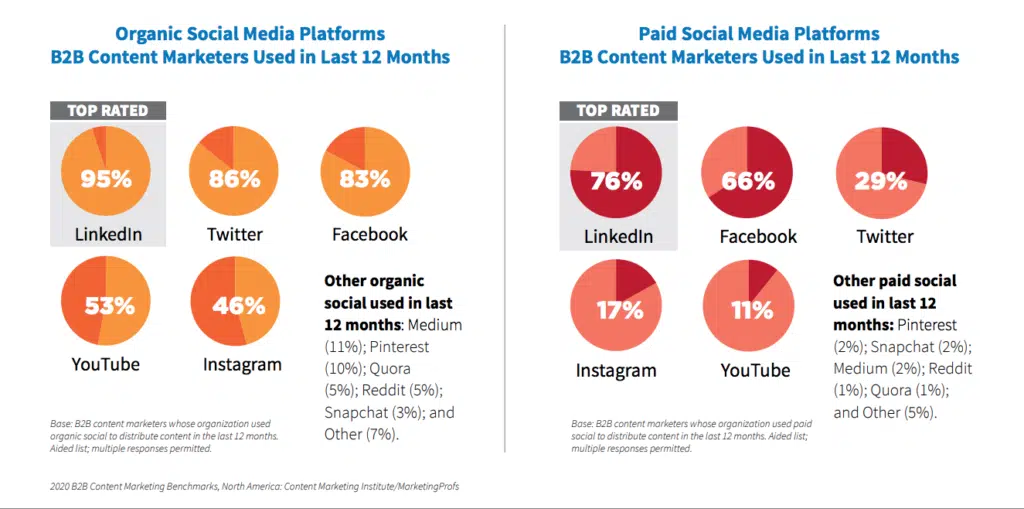 Organic Social Media Platforms
B2B Content Marketers Used in Last 12 Months
TOP RATED
95%
86%
83%
LinkedIn
Twitter
Facebook
53%
46%
YouTube
Instagram
Other organic
social used in last
12 months: Medium
(11%); Pinterest
(10%); Quora
(5%); Reddit (5%);
Snapchat (3%); and
Other (7%).
Base: B2B content marketers whose organization used
organic social to distribute content in the last 12 months.
Aided list; multiple responses permitted.
Paid Social Media Platforms
B2B Content Marketers Used in Last 12 Months
TOP RATED
76%
66%
29%
LinkedIn
Facebook
Twitter
17%
11%
Instagram
YouTube
Other paid social
used in last 12
months: Pinterest
(2%); Snapchat (2%);
Medium (2%); Reddit
(1%); Quora (1%);
and Other (5%).
Base: B2B content marketers whose organization used paid
social to distribute content in the last 12 months. Aided list;
multiple responses permitted.
2020 B2B Content Marketing Benchmarks, North America: Content Marketing Institute/MarketingProfs